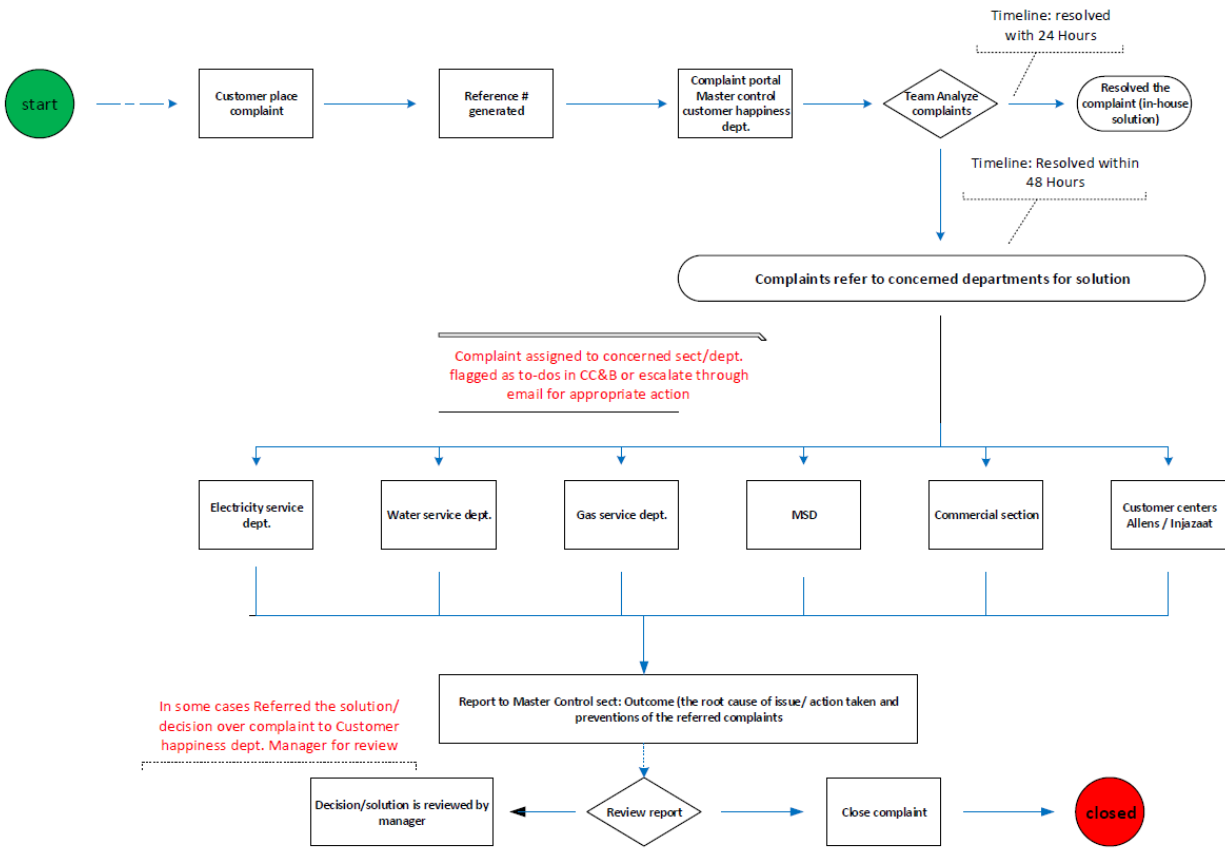 Timeline: resolved
with 24 Hours
start
Customer place
complaint
Reference #
generated
Complaint portal
Master control
customer happiness
dept.
Team Analyze
complaints
Resolved the
complaint (in-house
solution)
Timeline: Resolved within
48 Hours
Complaints refer to concerned departments for solution
Complaint assigned to concerned sect/dept.
flagged as to-dos in CC&B or escalate through
email for appropriate action
Electricity service
dept.
Water service dept.
Gas service dept.
MSD
Commercial section
Customer centers
Allens / Injazaat
Report to Master Control sect: Outcome (the root cause of issue/ action taken and
preventions of the referred complaints
In some cases Referred the solution/
decision over complaint to Customer
happiness dept. Manager for review
Decision/solution is reviewed by
manager
Review report
Close complaint
closed